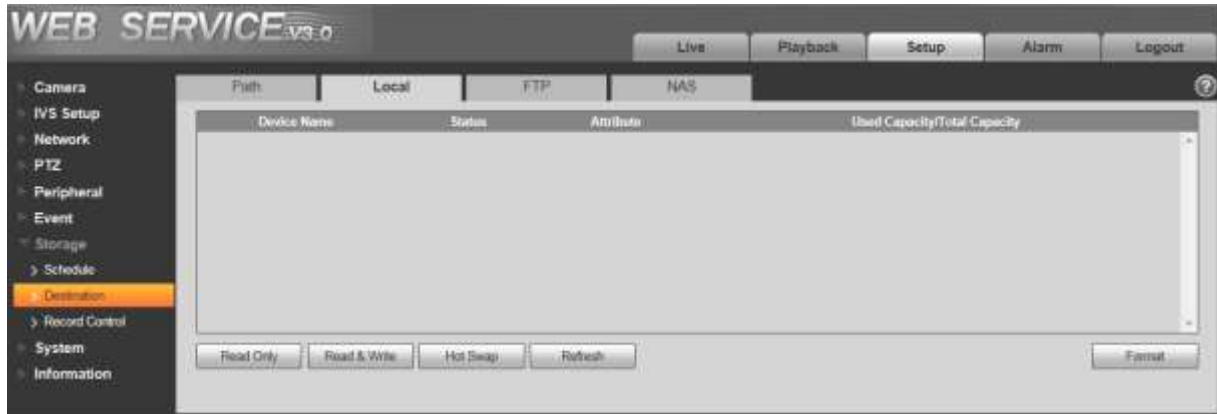 WEB SERVICE V3.0
Live Playback Setup Alarm Logout
Path Local FTP NAS
Camera
IVS Setup
Network
PTZ
Peripheral
Event
Storage
Schedule
Destination
Record Control
System
Information
Device Name Status Attribute Used Capacity/Total Capacity
Read Only Read & Write Hot Swap Refresh Format